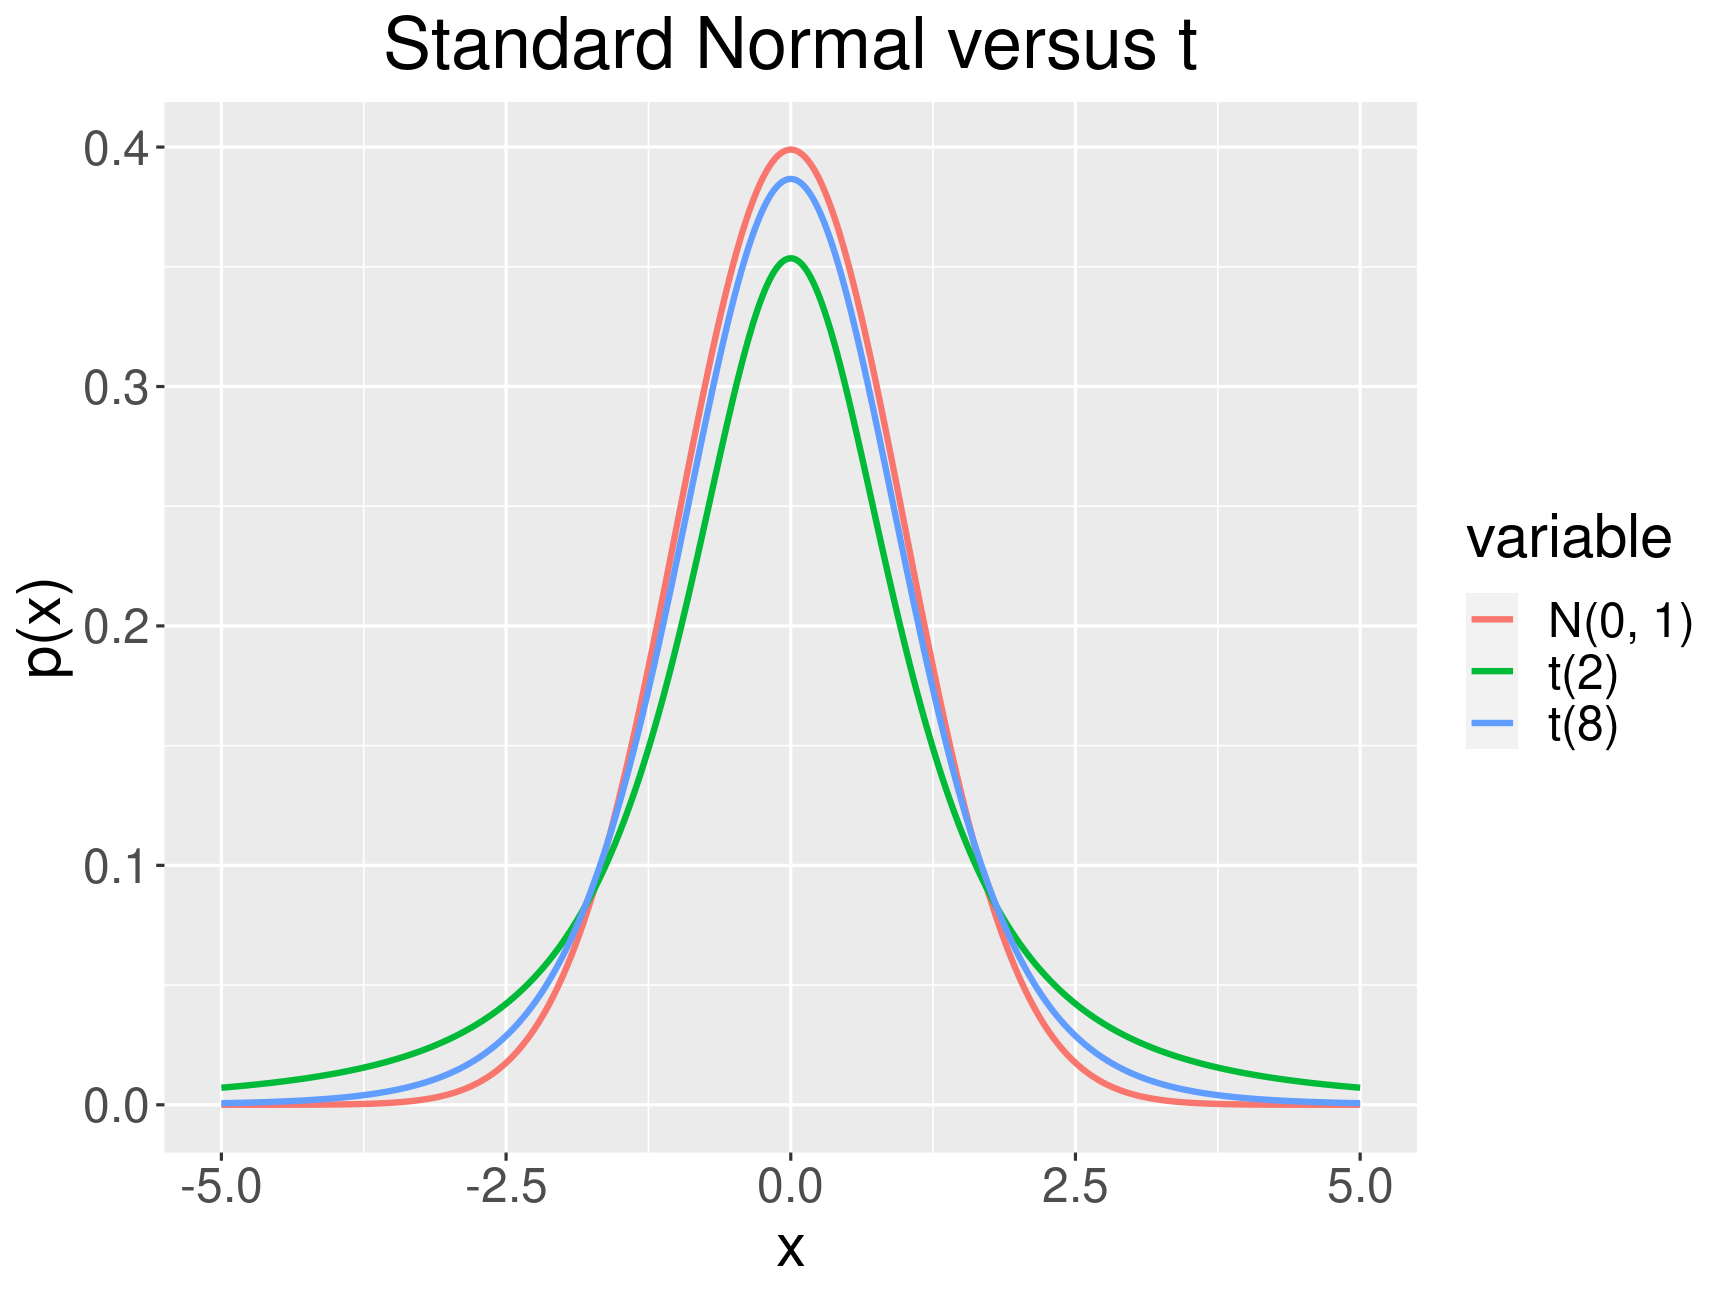 Standard Normal versus t
0.4
0.3
0.2
0.1
0.0
p(x)
-5.0 -2.5 0.0 2.5 5.0
x
variable
N(0, 1)
t(2)
t(8)